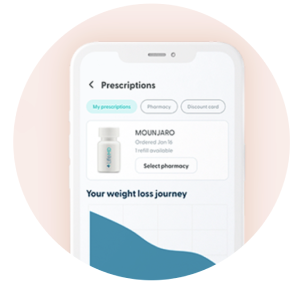 Prescriptions
My prescriptions
Pharmacy
Discount card
MOUNJARO
Ordered Jan 16
1 refill available
Select pharmacy
Your weight loss journey